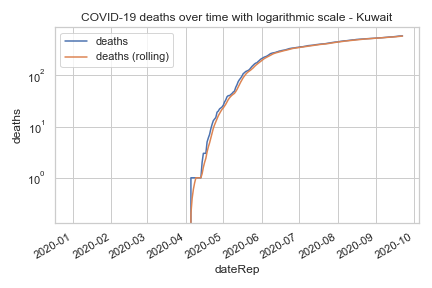 COVID-19 deaths over time with logarithmic scale - Kuwait
deaths
deaths (rolling)
deaths
10²
10¹
10⁰
2020-01
2020-02
2020-03
2020-04
2020-05
2020-06
2020-07
2020-08
2020-09
2020-10
dateRep